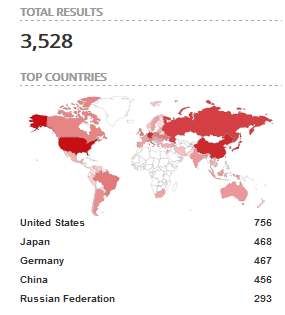 TOTAL RESULTS
3,528
TOP COUNTRIES
United States 756
Japan 468
Germany 467
China 456
Russian Federation 293